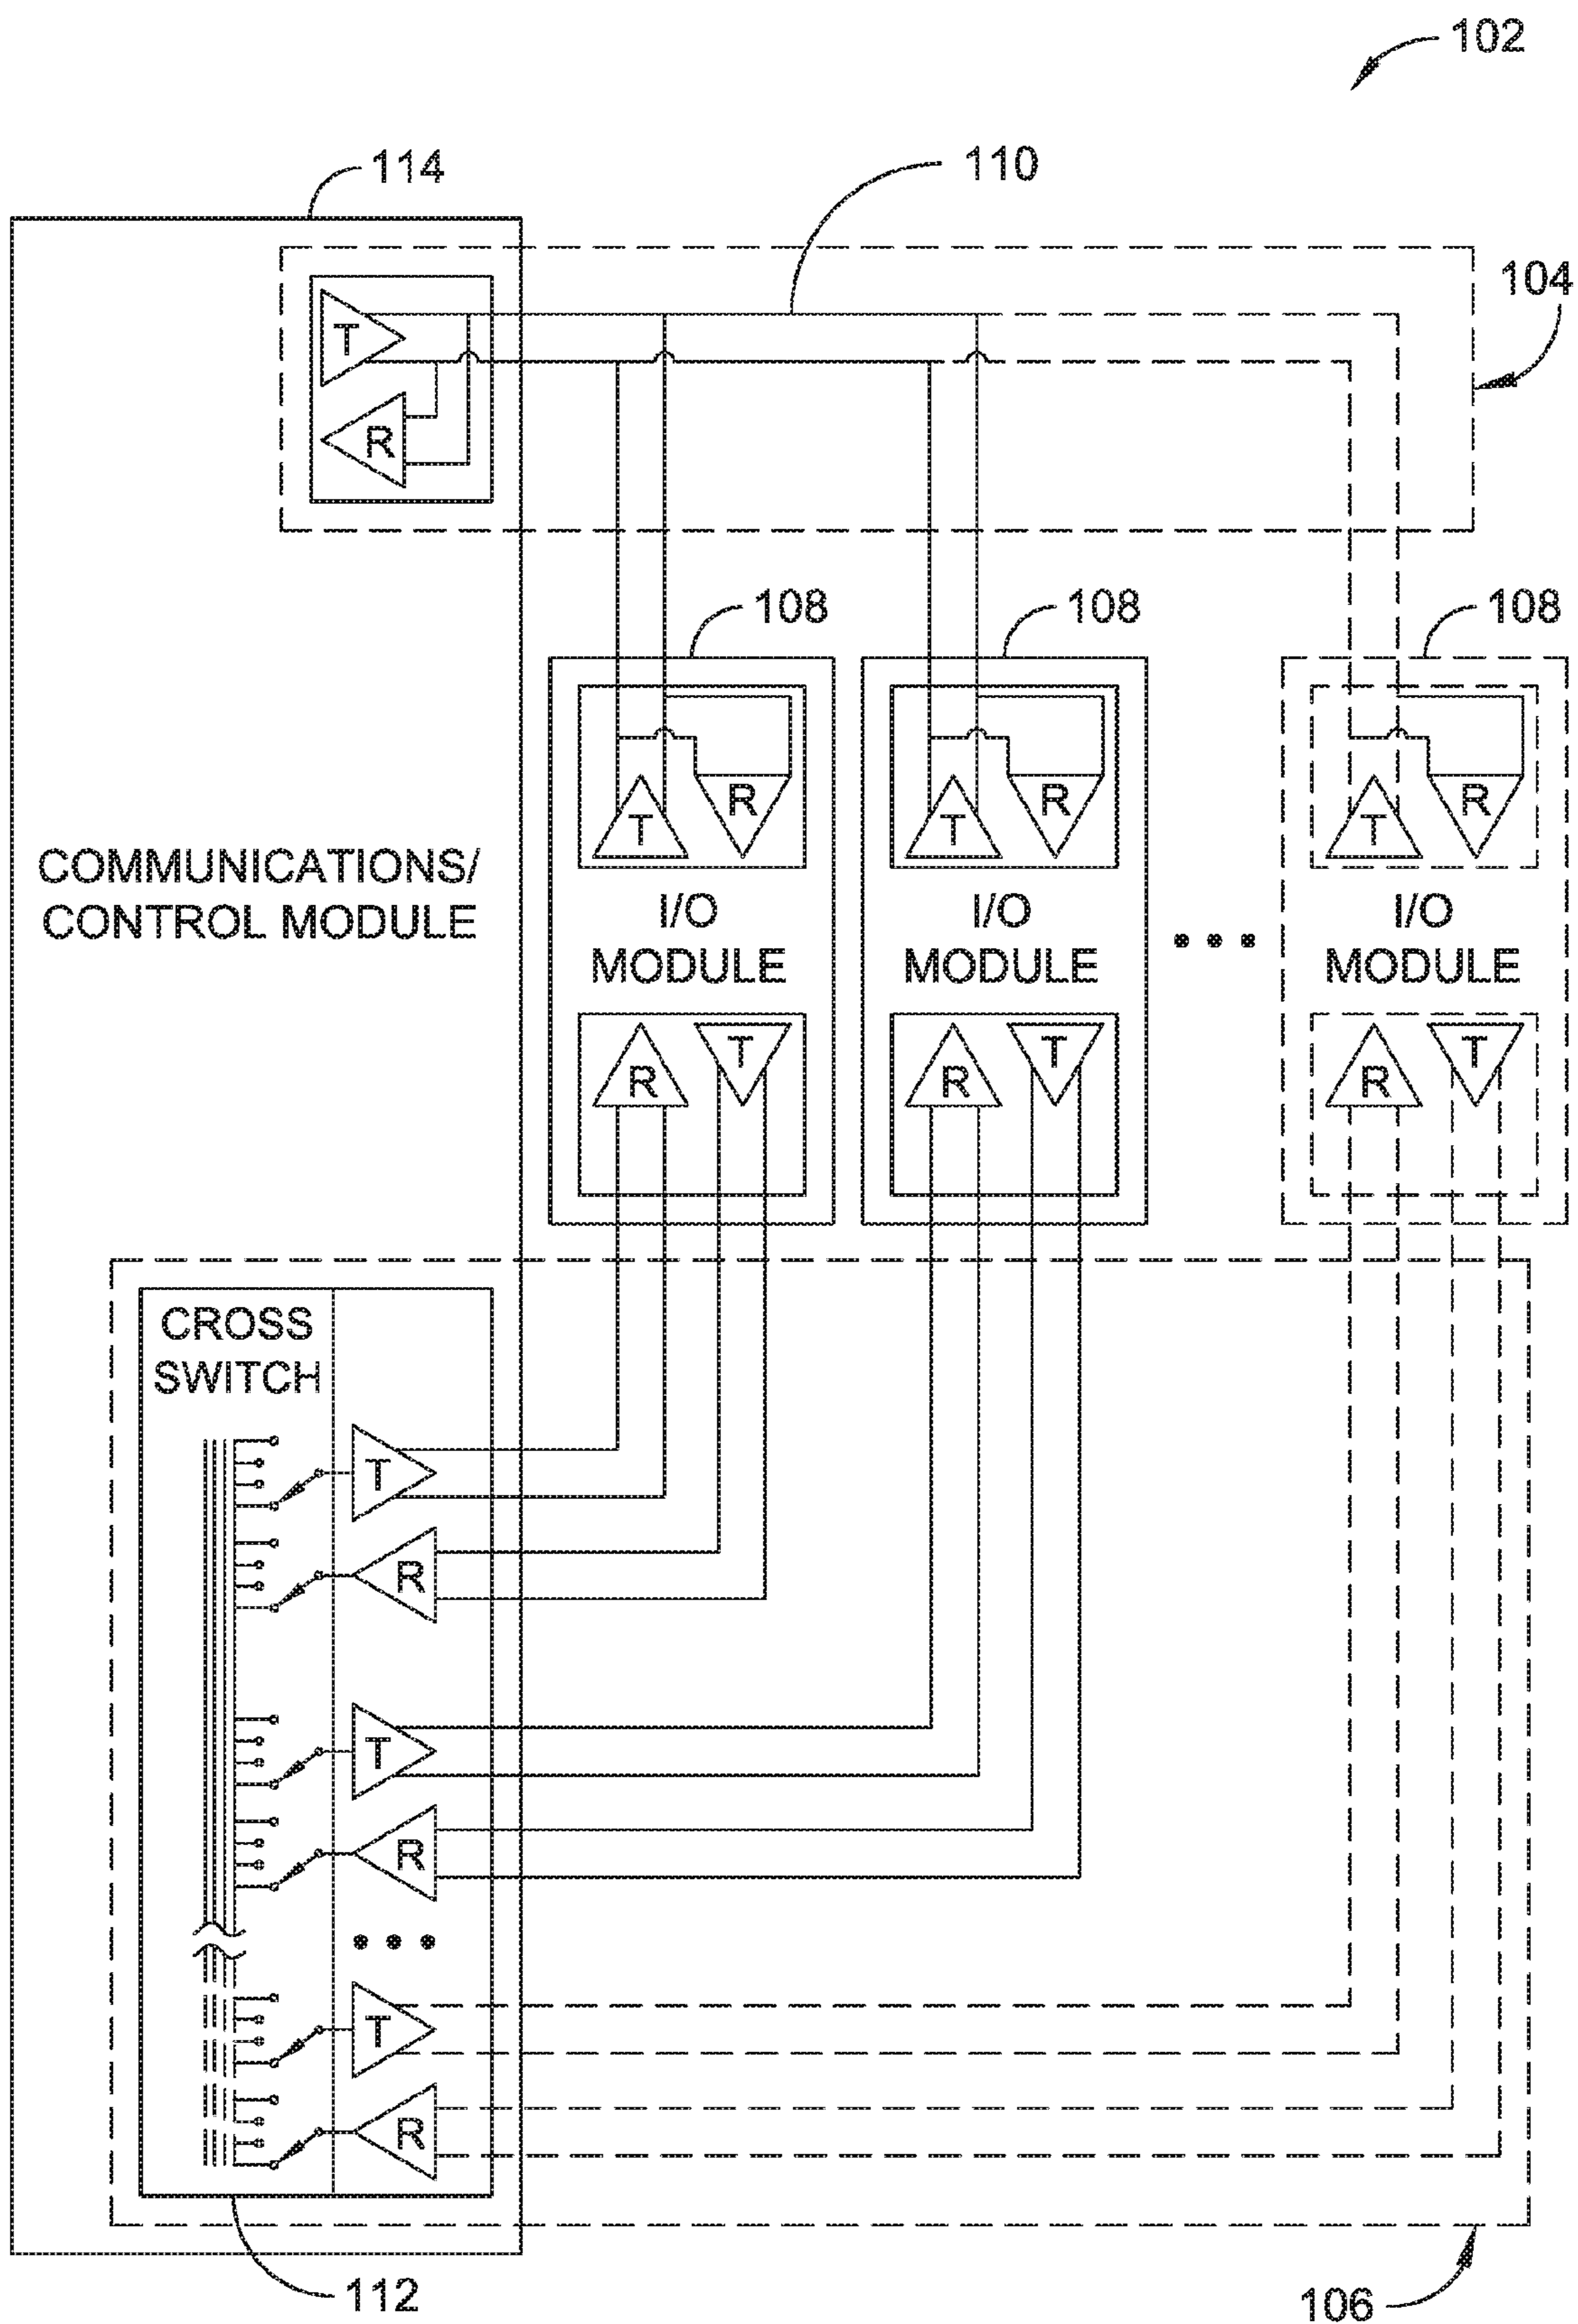 102
114
110
104
T
R
108
108
108
R
R
R
T
T
T
COMMUNICATIONS/
CONTROL MODULE
I/O
MODULE
I/O
MODULE
• • •
I/O
MODULE
R
T
R
T
R
T
CROSS
SWITCH
T
R
T
R
• • •
T
R
112
106